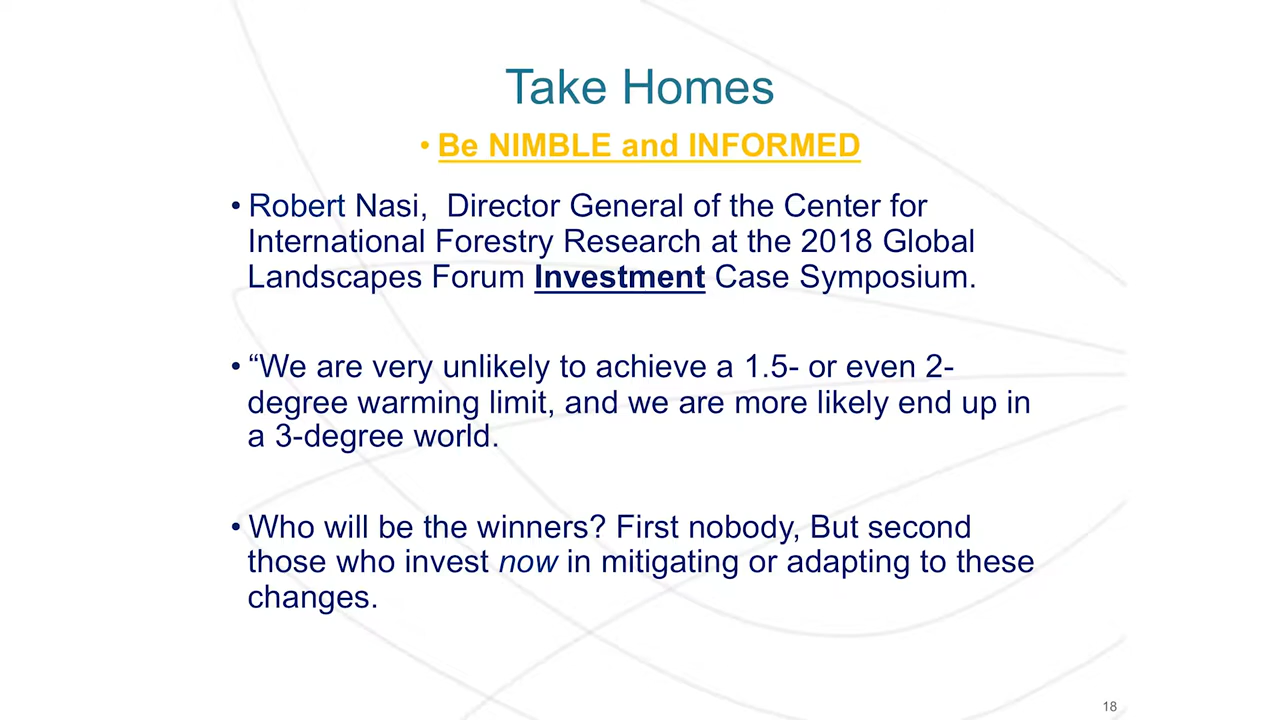 Take Homes
• Be NIMBLE and INFORMED
• Robert Nasi,  Director General of the Center for
International Forestry Research at the 2018 Global
Landscapes Forum Investment Case Symposium.
• “We are very unlikely to achieve a 1.5- or even 2-
degree warming limit, and we are more likely end up in
a 3-degree world.
• Who will be the winners? First nobody, But second
those who invest now in mitigating or adapting to these
changes.
18